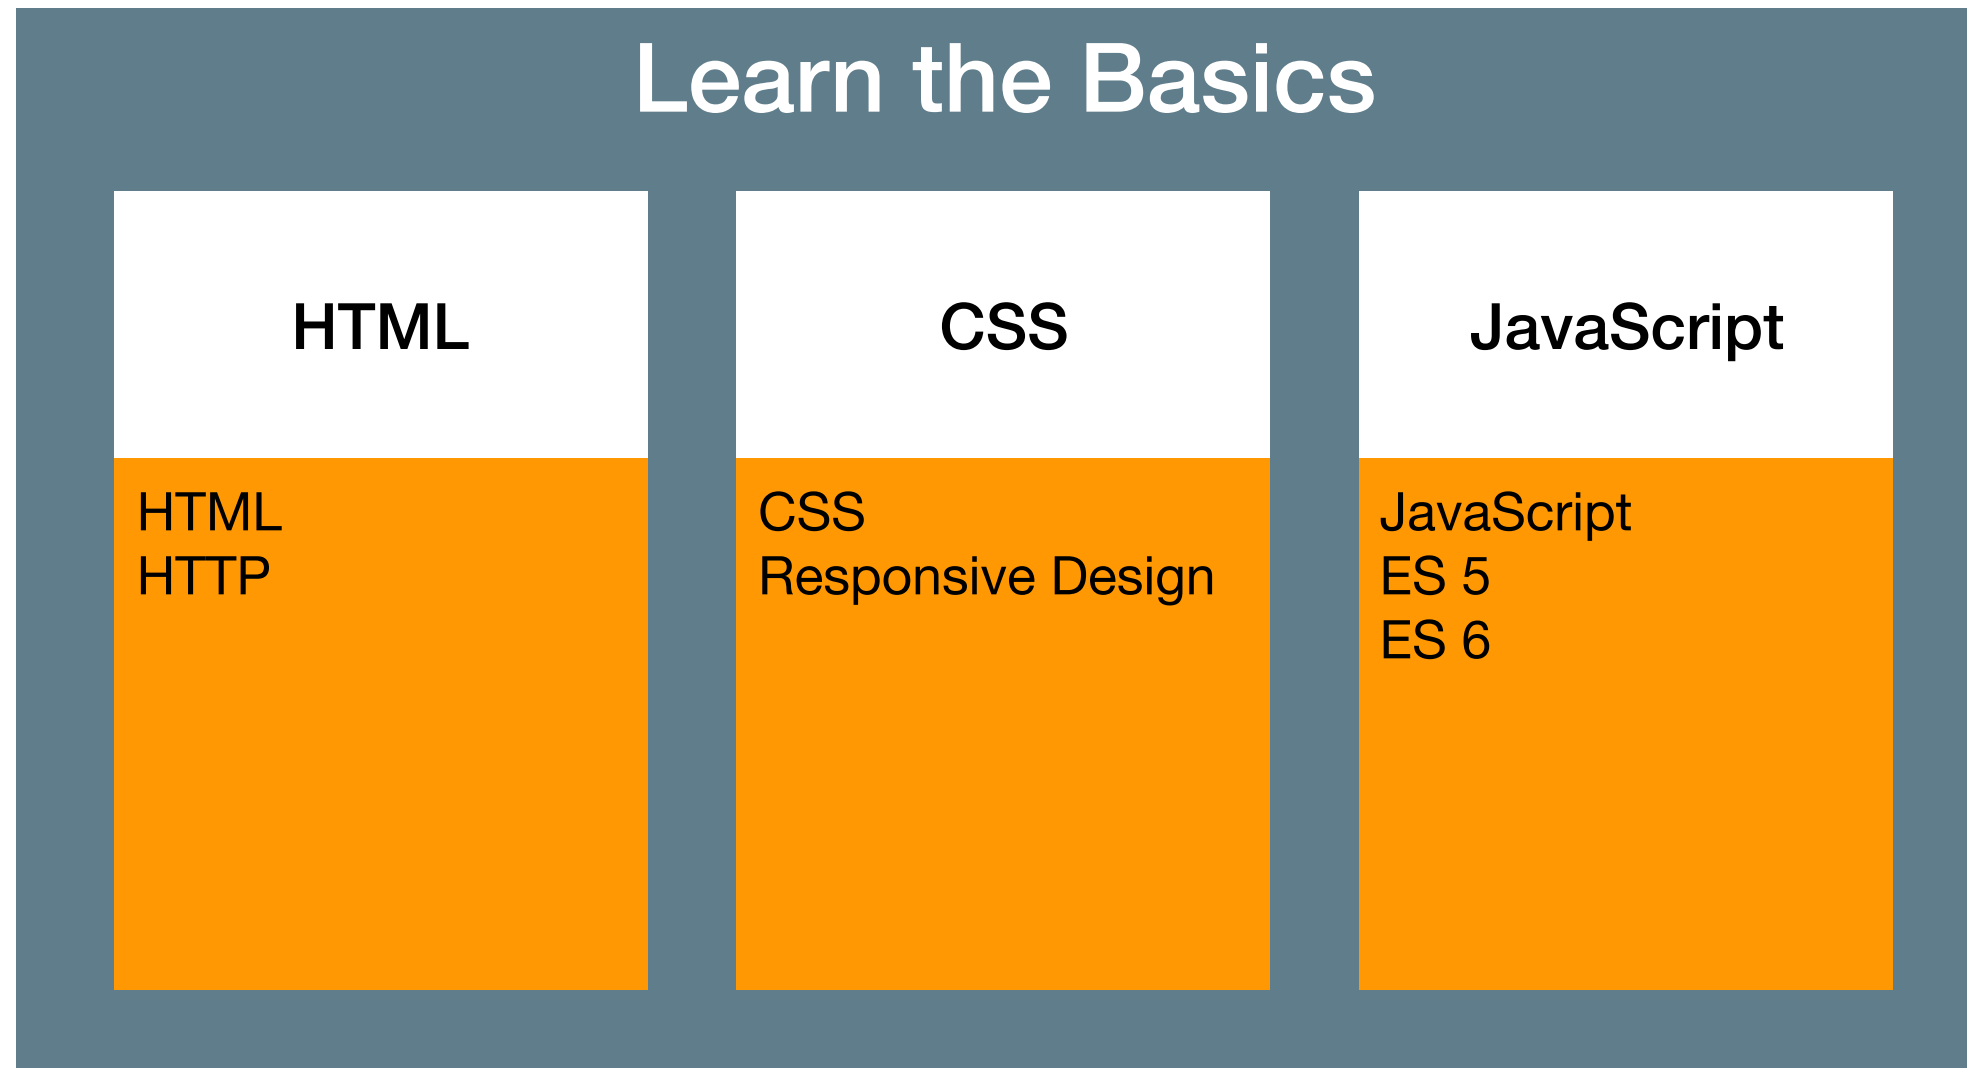 Learn the Basics
HTML
HTML
HTTP
CSS
CSS
Responsive Design
JavaScript
JavaScript
ES 5
ES 6